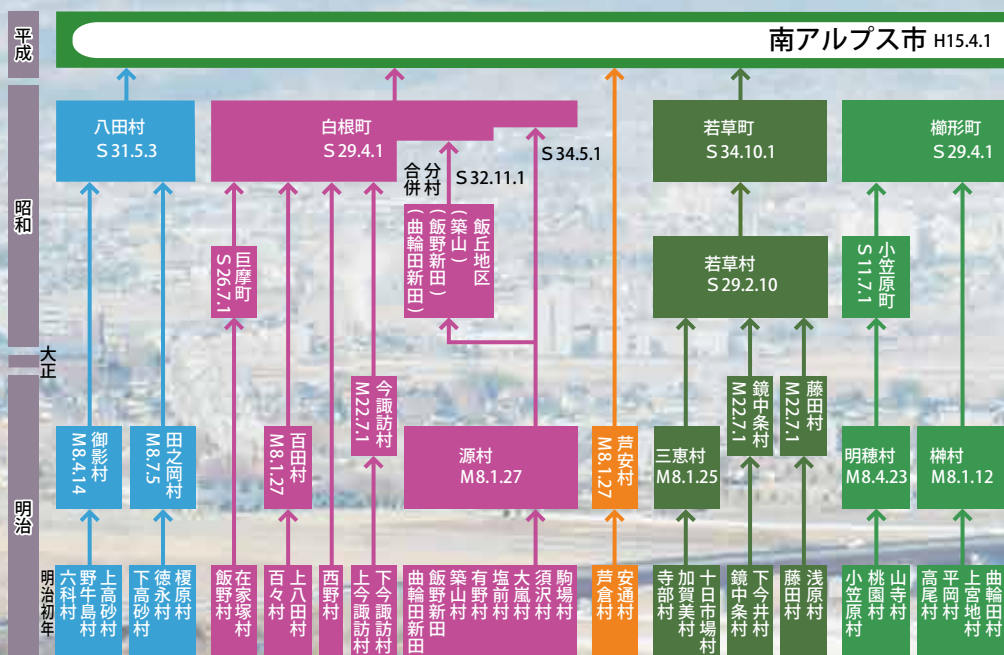 平成
南アルプス市 H15.4.1
昭和
八田村
S 31.5.3
白根町
S 29.4.1
若草町
S 34.10.1
櫛形町
S 29.4.1
S 34.5.1
分村
合併
S 32.11.1
飯丘地区
(築山)
(飯野新田)
(曲輪田新田)
巨摩町
S 26.7.1
若草村
S 29.2.10
小笠原町
S 11.7.1
大正
明治
今諏訪村
M22.7.1
鏡中条村
M22.7.1
藤田村
M22.7.1
御影村
M8.4.14
田之岡村
M8.7.5
百田村
M8.1.27
源村
M8.1.27
芦安村
M8.1.27
三恵村
M8.1.25
明穂村
M8.4.23
榊村
M8.1.12
明治初年
上高砂村
野牛島村
六科村
榎原村
徳永村
下高砂村
在家塚村
飯野村
上八田村
百々村
西野村
下今諏訪村
上今諏訪村
駒場村
須沢村
大嵐村
塩前村
有野村
築山村
飯野新田
曲輪田新田
安通村
芦倉村
十日市場村
加賀美村
寺部村
下今井村
鏡中条村
浅原村
藤田村
山寺村
桃園村
小笠原村
曲輪田村
上宮地村
平岡村
高尾村